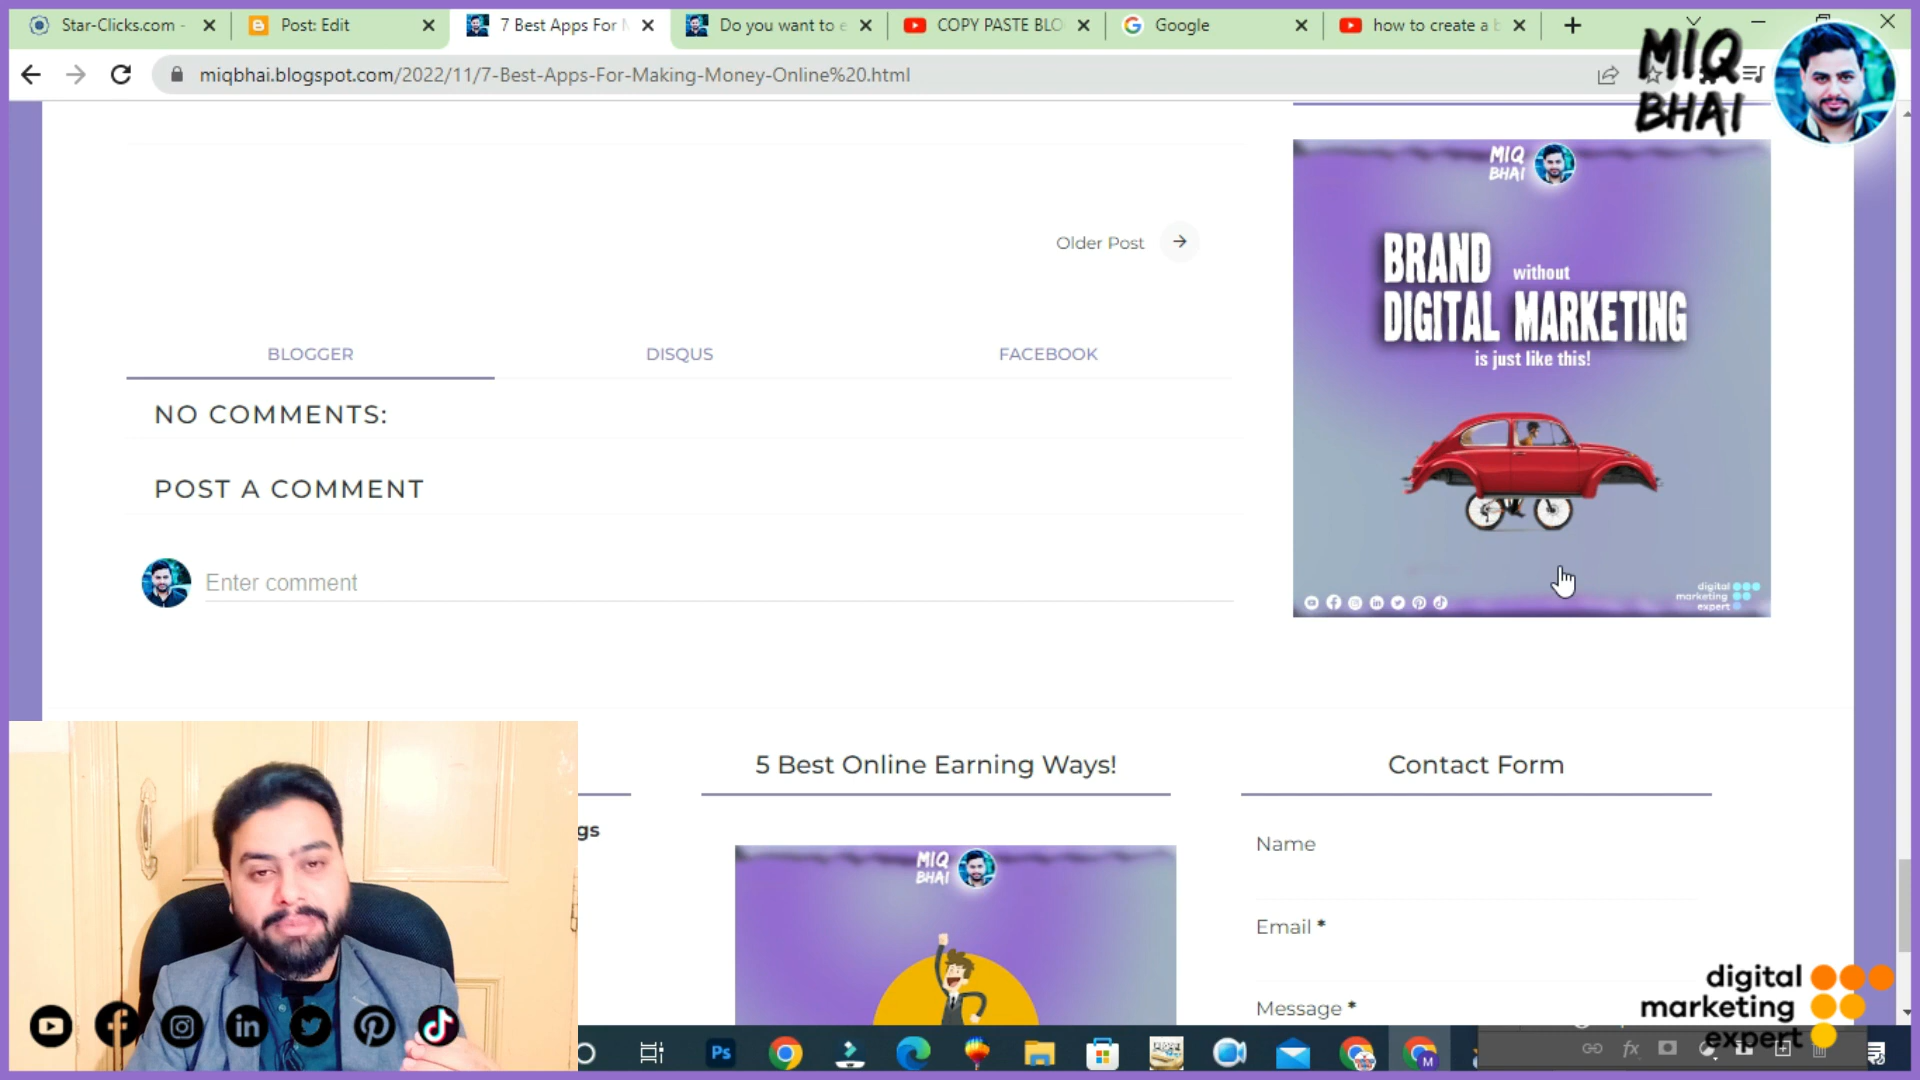 Star-Clicks.com -
Post: Edit
7 Best Apps For
Do you want to e
COPY PASTE BLO
Google
how to create a b
miqbhai.blogspot.com/2022/11/7-Best-Apps-For-Making-Money-Online%20.html
MIQ
BHAI
MIQ
BHAI
BRAND without
DIGITAL MARKETING
is just like this!
digital
marketing
expert
Older Post
BLOGGER
DISQUS
FACEBOOK
NO COMMENTS:
POST A COMMENT
Enter comment
gs
5 Best Online Earning Ways!
MIQ
BHAI
Contact Form
Name
Email *
Message *
digital
marketing
expert
Ps
M
fx